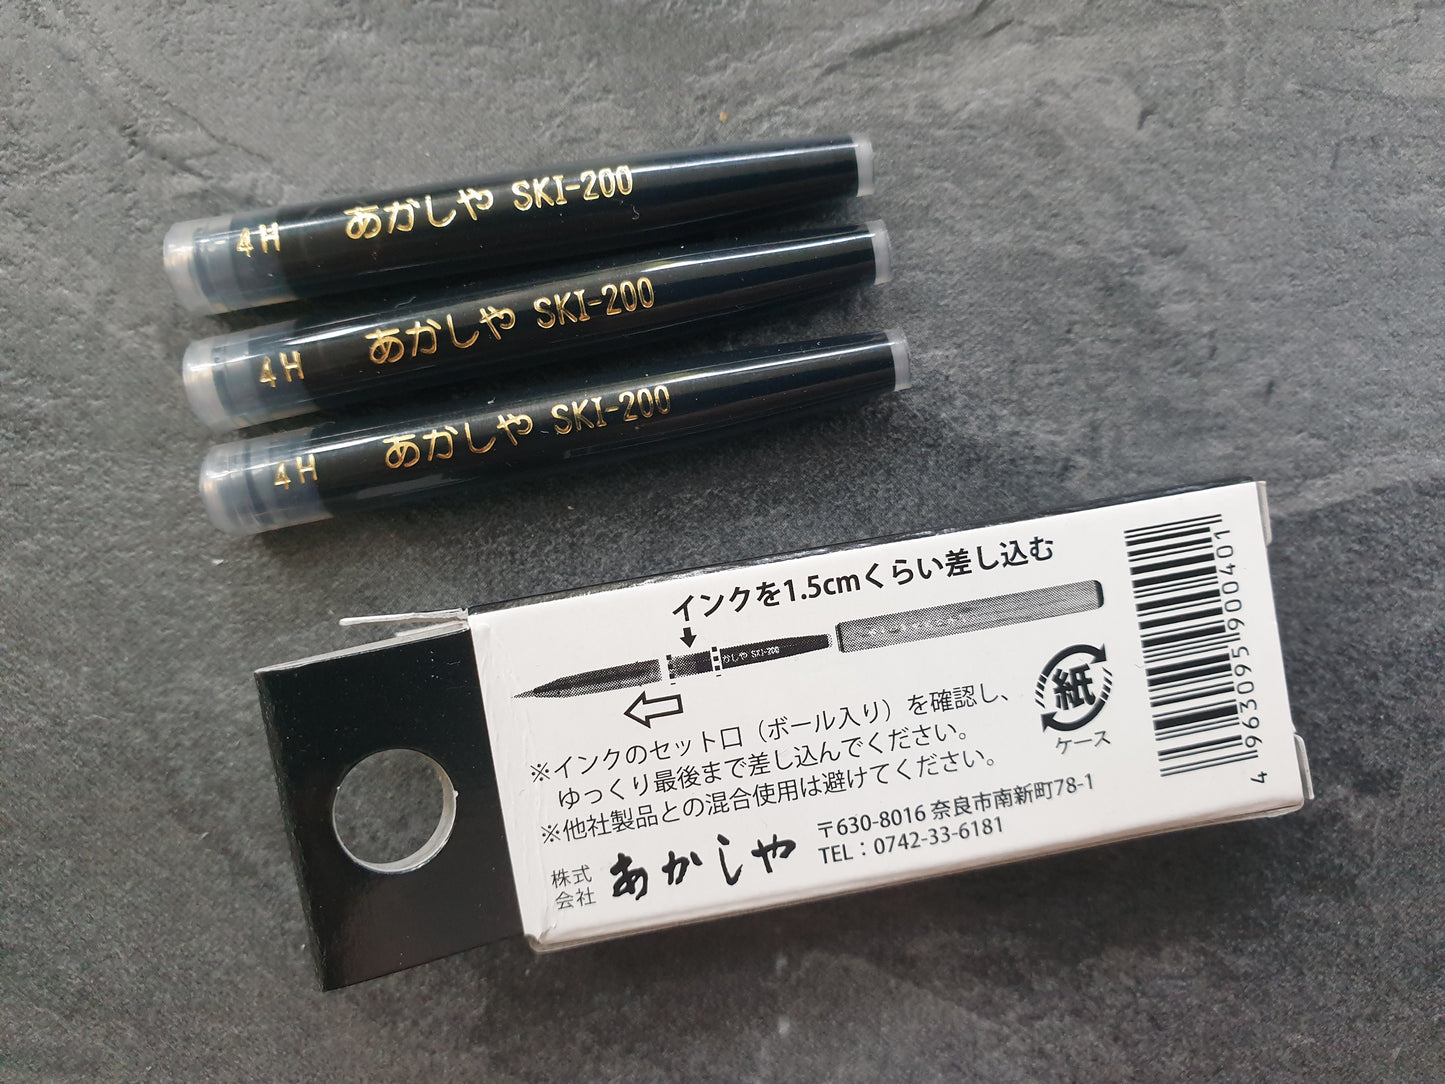 4H あかしや SKI-200
4H あかしや SKI-200
4H あかしや SKI-200
インクを1.5cmくらい差し込む
かしや SKI-200
※インクのセット口（ボール入り）を確認し、
ゆっくり最後まで差し込んでください。
※他社製品との混合使用は避けてください。
紙
ケース
株式
会社
あかしや
〒630-8016 奈良市南新町78-1
TEL：0742-33-6181
4 963095 900401